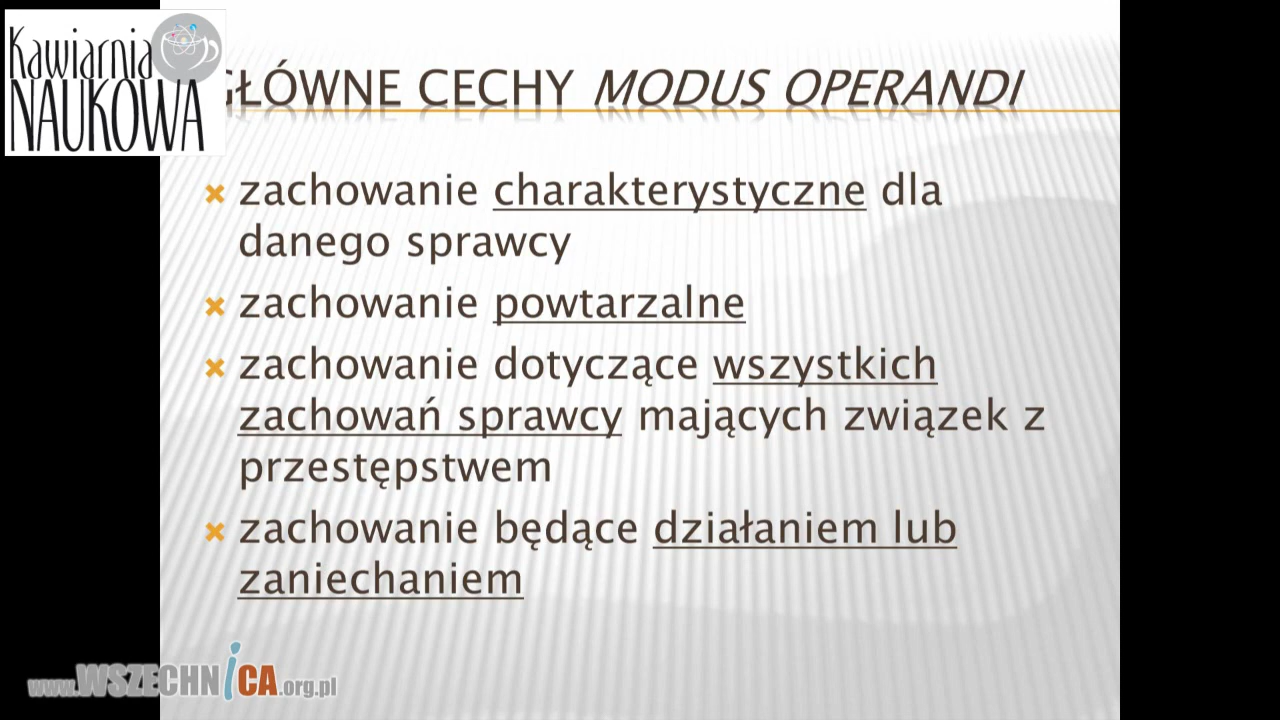 Kawiarnia
NAUKOWA
GŁÓWNE CECHY MODUS OPERANDI
zachowanie charakterystyczne dla
danego sprawcy
zachowanie powtarzalne
zachowanie dotyczące wszystkich
zachowań sprawcy mających związek z
przestępstwem
zachowanie będące działaniem lub
zaniechaniem
www.WSZECHNiCA.org.pl